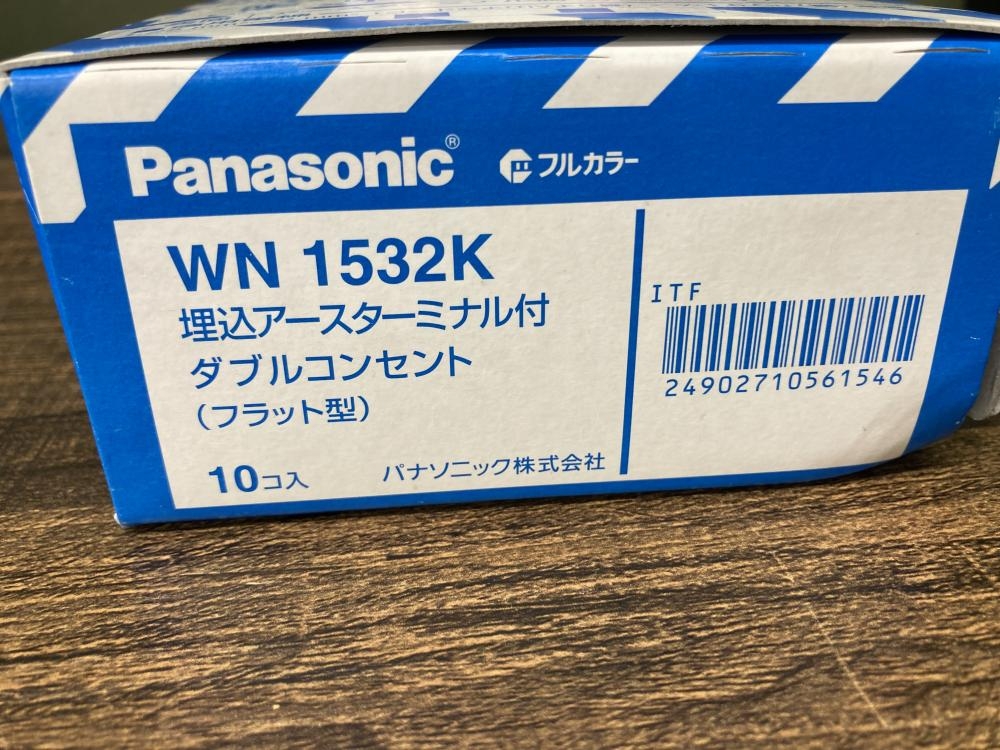 Panasonic® フルカラー
WN 1532K
埋込アースターミナル付
ダブルコンセント
(フラット型)
10コ入 パナソニック株式会社
ITF
24902710561546